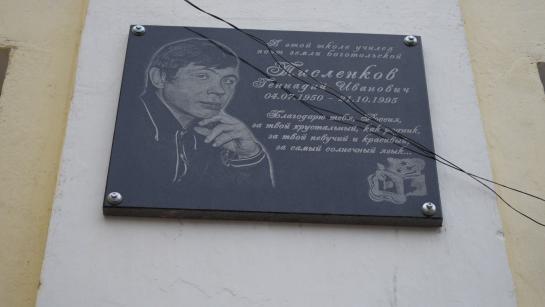 В этой школе учился
поэт земли боготольской
Тисленков
Геннадий Иванович
04.07.1950 - 21.10.1995
Благодарю тебя, Россия,
за твой хрустальный, как родник,
за твой певучий и красивый,
за самый солнечный язык...